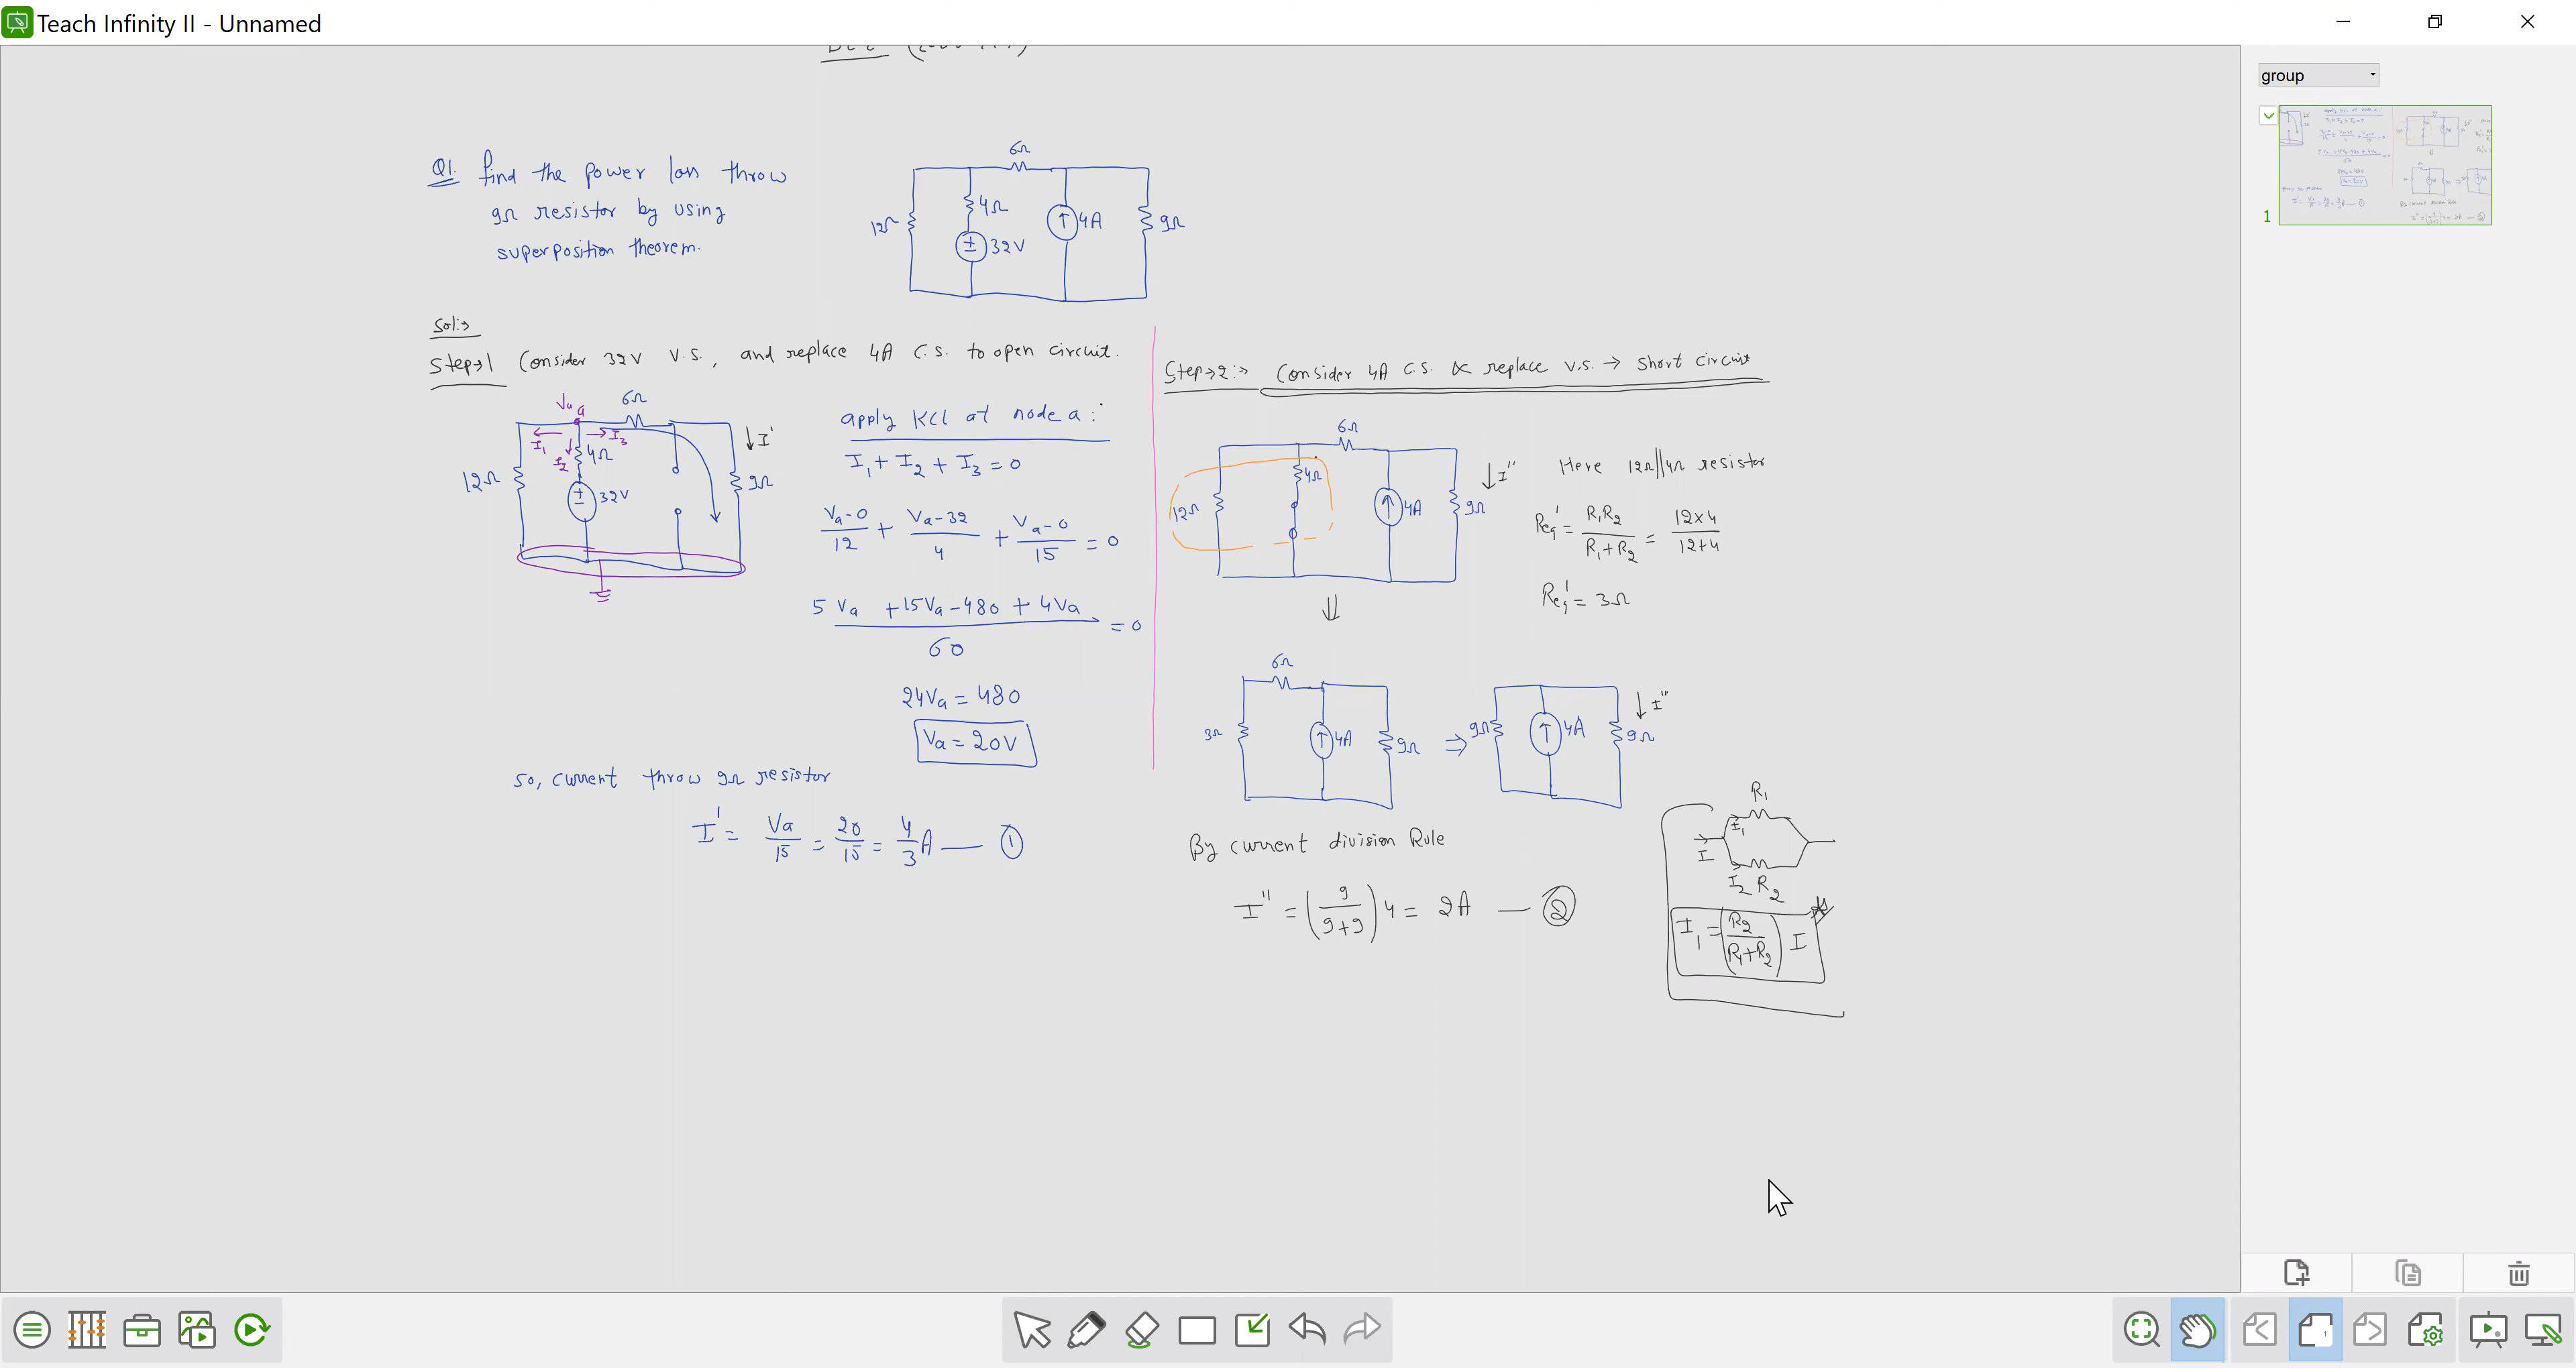 Teach Infinity II - Unnamed
group
1
Q1. find the power loss throw
9Ω resistor by using
superposition theorem.
6Ω
12Ω
4Ω
32V
4A
9Ω
Sol:→
Step→1 Consider 32V V.S., and replace 4A C.S. to open circuit.
Va a
6Ω
I1
I2
I3
4Ω
12Ω
32V
↓I'
9Ω
apply KCL at node a:
I1 + I2 + I3 = 0
Va-0/12 + Va-32/4 + Va-0/15 = 0
5Va + 15Va - 480 + 4Va / 60 = 0
24Va = 480
Va = 20V
So, current throw 9Ω resistor
I' = Va/15 = 20/15 = 4/3 A — ①
Step→2:→ Consider 4A C.S. & replace V.S. → Short circuit
6Ω
12Ω
4Ω
4A
9Ω
↓I''
Here 12Ω||4Ω resistor
Req' = R1R2/R1+R2 = 12×4/12+4
Req' = 3Ω
⇓
6Ω
3Ω
4A
9Ω
⇒
9Ω
4A
9Ω
↓I''
By current division Rule
I'' = (9/9+9) 4 = 2A — ②
R1
I1
I
I2 R2
I1 = (R2/R1+R2) I